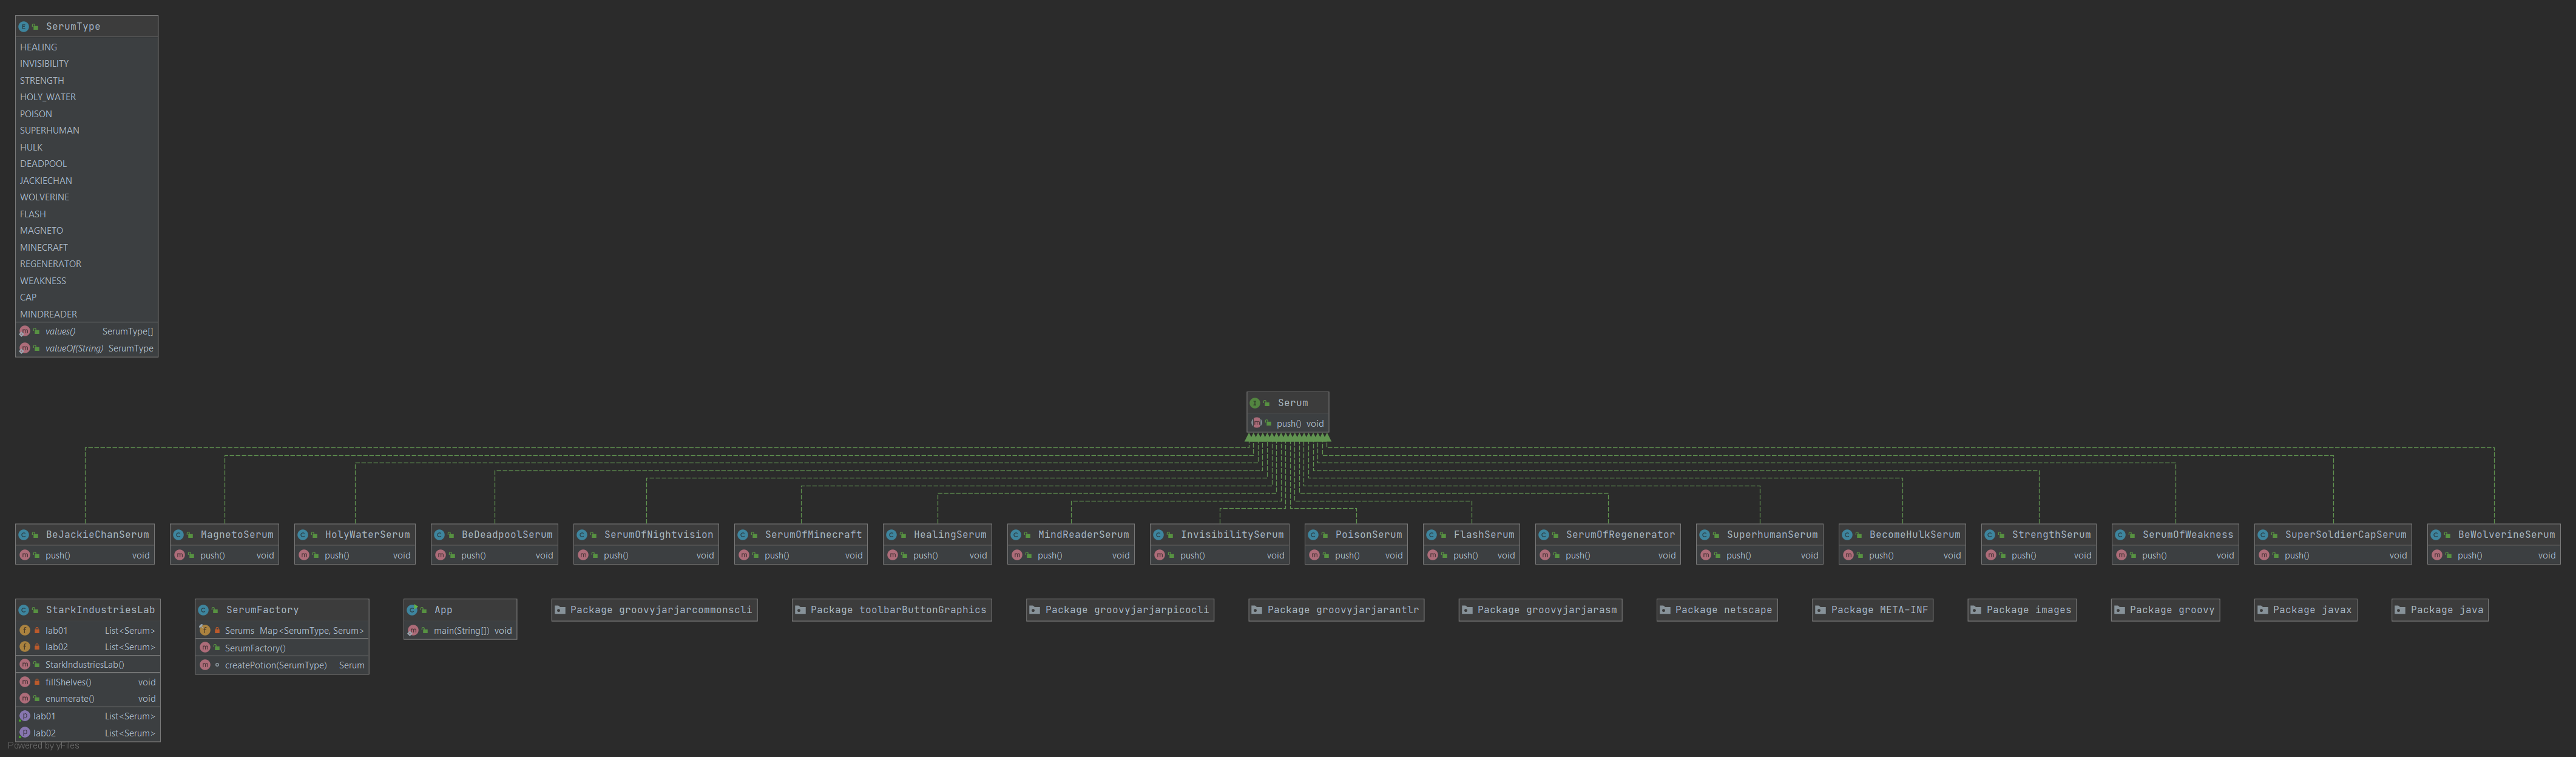 SerumType
HEALING
INVISIBILITY
STRENGTH
HOLY_WATER
POISON
SUPERHUMAN
HULK
DEADPOOL
JACKIECHAN
WOLVERINE
FLASH
MAGNETO
MINECRAFT
REGENERATOR
WEAKNESS
CAP
MINDREADER
values() SerumType[]
valueOf(String) SerumType
Serum
push() void
BeJackieChanSerum
push() void
MagnetoSerum
push() void
HolyWaterSerum
push() void
BeDeadpoolSerum
push() void
SerumOfNightvision
push() void
SerumOfMinecraft
push() void
HealingSerum
push() void
MindReaderSerum
push() void
InvisibilitySerum
push() void
PoisonSerum
push() void
FlashSerum
push() void
SerumOfRegenerator
push() void
SuperhumanSerum
push() void
BecomeHulkSerum
push() void
StrengthSerum
push() void
SerumOfWeakness
push() void
SuperSoldierCapSerum
push() void
BeWolverineSerum
push() void
StarkIndustriesLab
lab01 List<Serum>
lab02 List<Serum>
StarkIndustriesLab()
fillShelves() void
enumerate() void
lab01 List<Serum>
lab02 List<Serum>
SerumFactory
Serums Map<SerumType, Serum>
SerumFactory()
createPotion(SerumType) Serum
App
main(String[]) void
Package groovyjarjarcommonscli
Package toolbarButtonGraphics
Package groovyjarjarpicocli
Package groovyjarjarantlr
Package groovyjarjarasm
Package netscape
Package META-INF
Package images
Package groovy
Package javax
Package java
Powered by yFiles